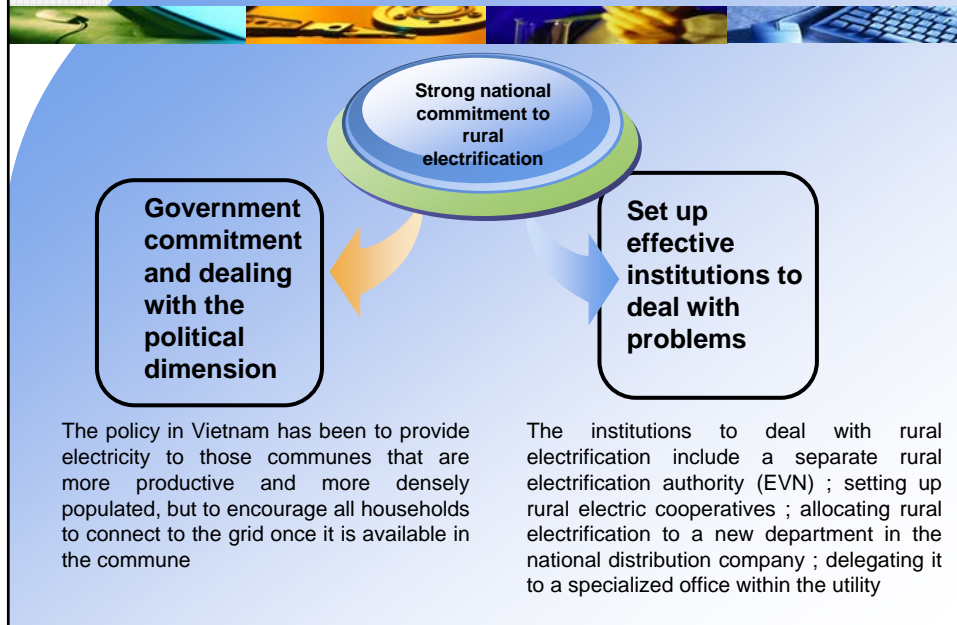 Strong national
commitment to
rural
electrification
Government
commitment
and dealing
with the
political
dimension
Set up
effective
institutions to
deal with
problems
The policy in Vietnam has been to provide
electricity to those communes that are
more productive and more densely
populated, but to encourage all households
to connect to the grid once it is available in
the commune
The institutions to deal with rural
electrification include a separate rural
electrification authority (EVN) ; setting up
rural electric cooperatives ; allocating rural
electrification to a new department in the
national distribution company ; delegating it
to a specialized office within the utility